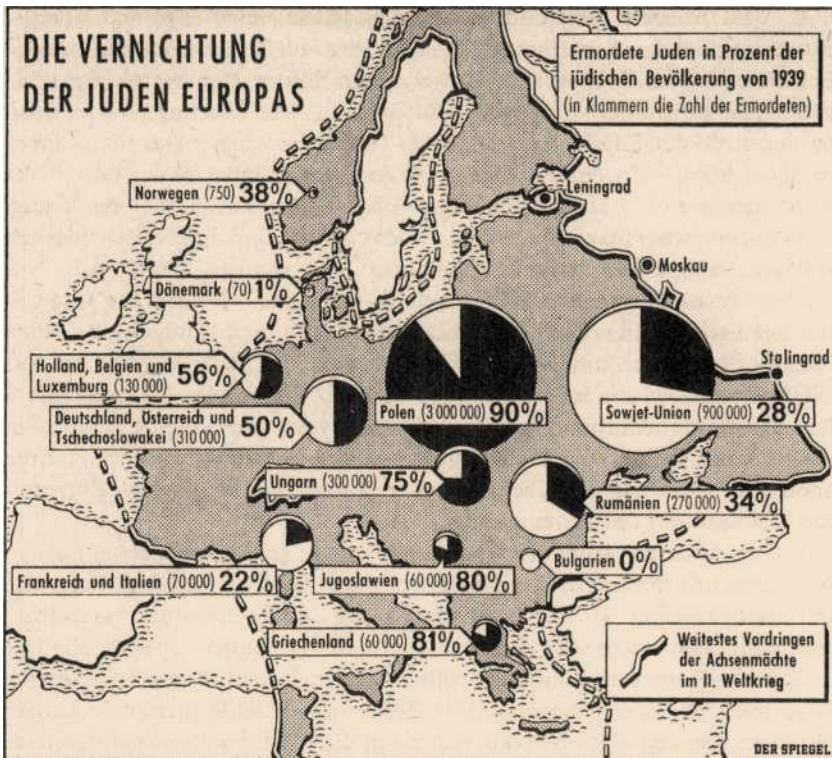 DIE VERNICHTUNG
DER JUDEN EUROPAS
Ermordete Juden in Prozent der
jüdischen Bevölkerung von 1939
(in Klammern die Zahl der Ermordeten)
Norwegen (750) 38%
Leningrad
Moskau
Dänemark (70) 1%
Stalingrad
Holland, Belgien und
Luxemburg (130 000) 56%
Deutschland, Österreich und
Tschechoslowakei (310 000) 50%
Polen (3 000 000) 90%
Sowjet-Union (900 000) 28%
Ungarn (300 000) 75%
Rumänien (270 000) 34%
Frankreich und Italien (70 000) 22%
Jugoslawien (60 000) 80%
Bulgarien 0%
Griechenland (60 000) 81%
Weitestes Vordringen
der Achsenmächte
im II. Weltkrieg
DER SPIEGEL